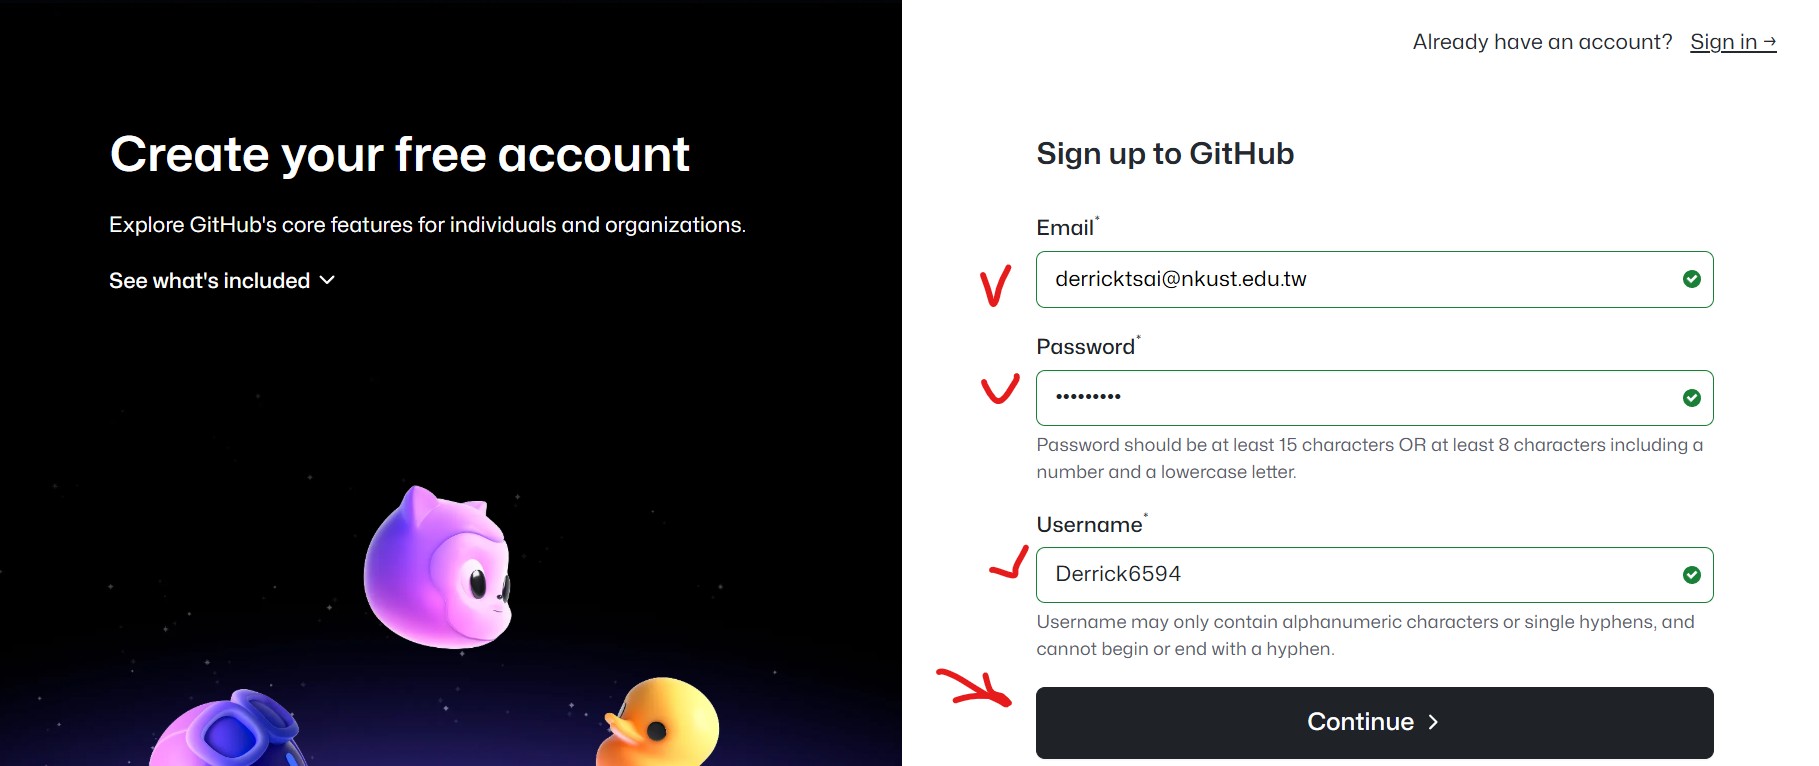 Already have an account? Sign in →
Create your free account
Explore GitHub's core features for individuals and organizations.
See what's included
Sign up to GitHub
Email*
derricktsai@nkust.edu.tw
Password*
•••••••••
Password should be at least 15 characters OR at least 8 characters including a
number and a lowercase letter.
Username*
Derrick6594
Username may only contain alphanumeric characters or single hyphens, and
cannot begin or end with a hyphen.
Continue >